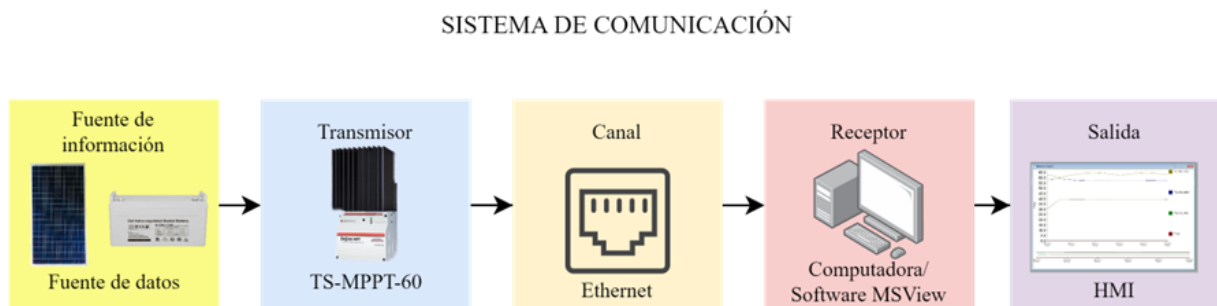 SISTEMA DE COMUNICACIÓN
Fuente de
información
Fuente de datos
Transmisor
TS-MPPT-60
Canal
Ethernet
Receptor
Computadora/
Software MSView
Salida
HMI